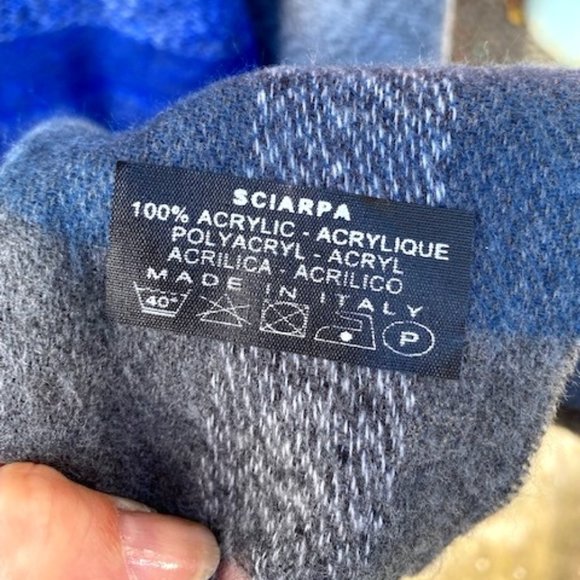 SCIARPA
100% ACRYLIC - ACRYLIQUE
POLYACRYL - ACRYL
ACRILICA - ACRILICO
MADE IN ITALY
40° P